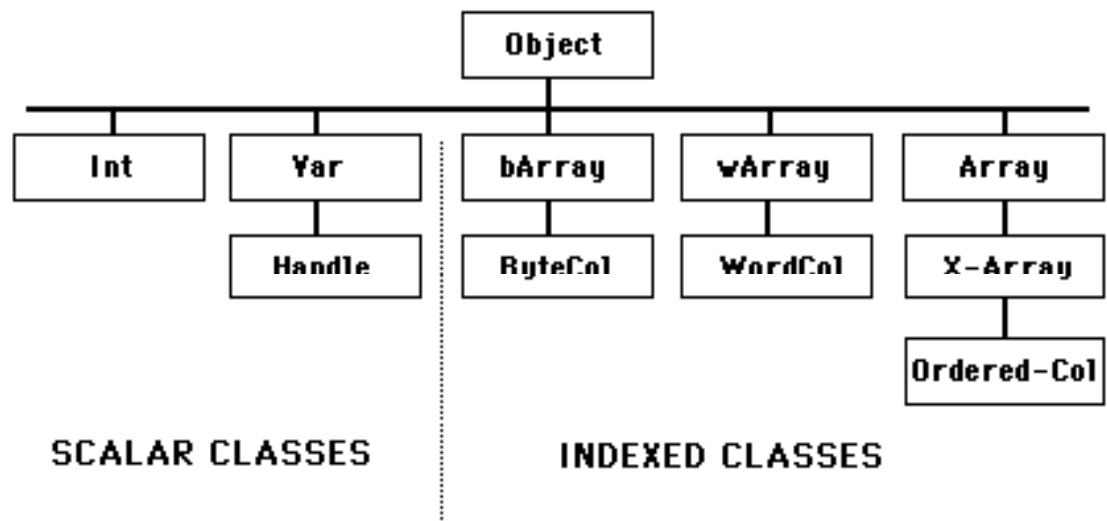 Object
Int Var bArray wArray Array
Handle ByteCol WordCol X-Array
Ordered-Col
SCALAR CLASSES INDEXED CLASSES